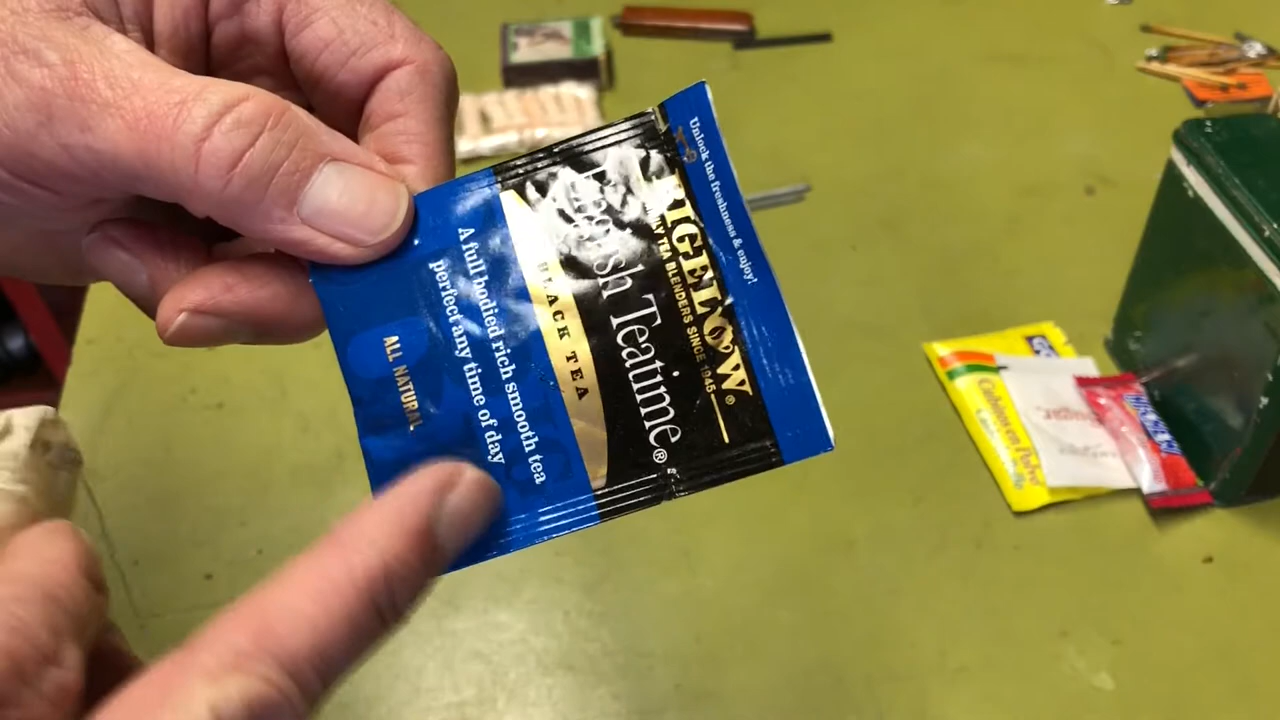 Unlock the freshness & enjoy!
BIGELOW®
TEA BLENDERS SINCE 1945
English Teatime®
BLACK TEA
A full bodied rich smooth tea
perfect any time of day
ALL NATURAL